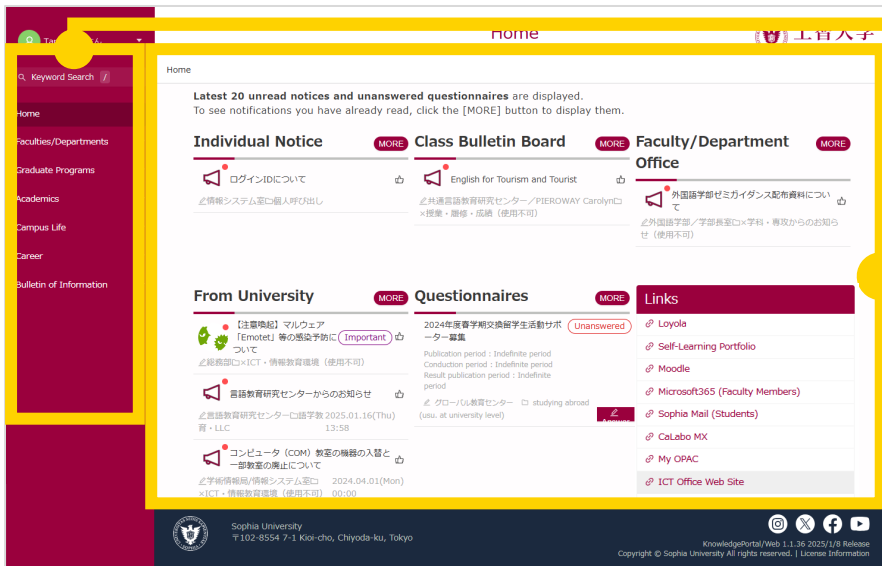 Home
上智大学
Keyword Search /
Home
Faculties/Departments
Graduate Programs
Academics
Campus Life
Career
Bulletin of Information
Home
Latest 20 unread notices and unanswered questionnaires are displayed.
To see notifications you have already read, click the [MORE] button to display them.
Individual Notice
MORE
ログインIDについて
情報システム室 個人呼び出し
Class Bulletin Board
MORE
English for Tourism and Tourist
共通言語教育研究センター／PIEROWAY Carolyn
×授業・履修・成績（使用不可）
Faculty/Department
Office
MORE
外国語学部ゼミガイダンス配布資料につい
て
外国語学部／学部長室 ×学科・専攻からのお知ら
せ（使用不可）
From University
MORE
【注意喚起】マルウェア
「Emotet」等の感染予防に
ついて
Important
総務部 ×ICT・情報教育環境（使用不可）
言語教育研究センターからのお知らせ
言語教育研究センター 語学教
育・LLC
2025.01.16(Thu)
13:58
コンピュータ（COM）教室の機器の入替と
一部教室の廃止について
学術情報局/情報システム室
×ICT・情報教育環境（使用不可）
2024.04.01(Mon)
00:00
Questionnaires
MORE
2024年度春学期交換留学生活動サポ
ーター募集
Unanswered
Publication period : Indefinite period
Conduction period : Indefinite period
Result publication period : Indefinite
period
グローバル教育センター studying abroad
(usu. at university level)
Answer
Links
Loyola
Self-Learning Portfolio
Moodle
Microsoft365 (Faculty Members)
Sophia Mail (Students)
CaLabo MX
My OPAC
ICT Office Web Site
Sophia University
〒102-8554 7-1 Kioi-cho, Chiyoda-ku, Tokyo
KnowledgePortal/Web 1.1.36 2025/1/8 Release
Copyright © Sophia University All rights reserved. | License Information